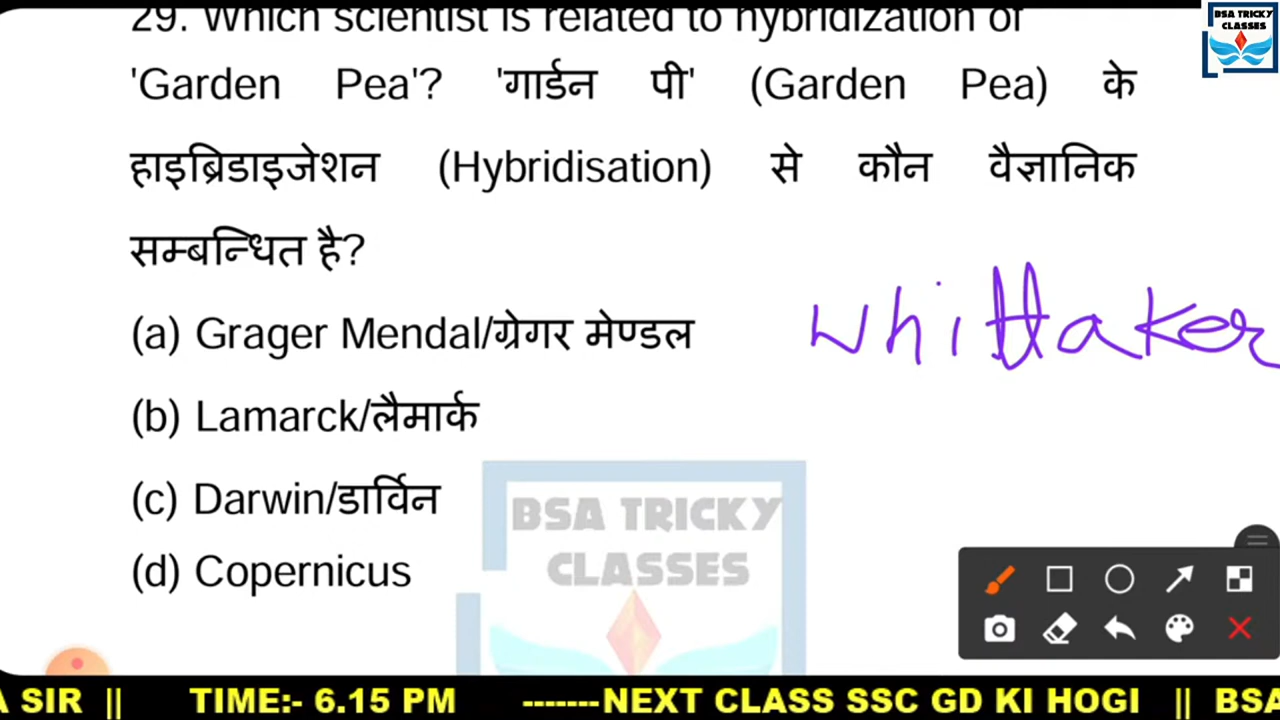 BSA TRICKY
CLASSES
29. Which scientist is related to hybridization of
'Garden Pea'? 'गार्डन पी' (Garden Pea) के
हाइब्रिडाइजेशन (Hybridisation) से कौन वैज्ञानिक
सम्बन्धित है?
(a) Grager Mendal/ग्रेगर मेण्डल
Whittaker
(b) Lamarck/लैमार्क
(c) Darwin/डार्विन
(d) Copernicus
BSA TRICKY
CLASSES
A SIR || TIME:- 6.15 PM -------NEXT CLASS SSC GD KI HOGI || BSA